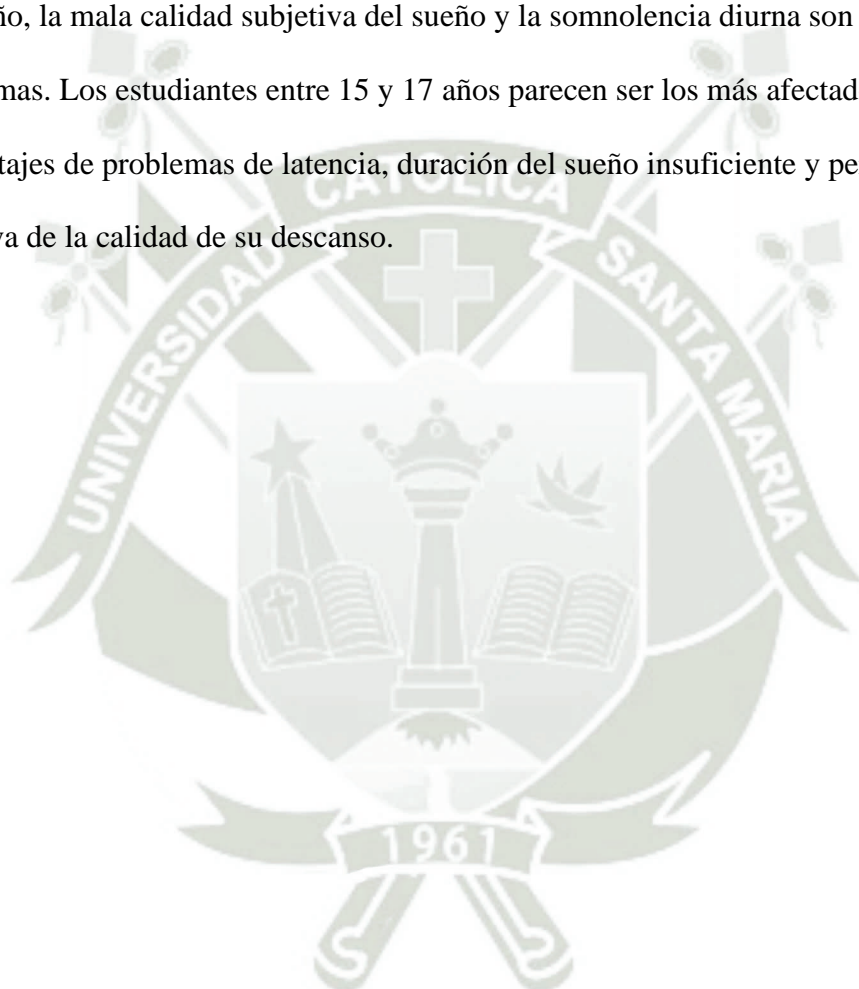 ño, la mala calidad subjetiva del sueño y la somnolencia diurna son
mas. Los estudiantes entre 15 y 17 años parecen ser los más afectad
tajes de problemas de latencia, duración del sueño insuficiente y pe
va de la calidad de su descanso.
UNIVERSIDAD CATOLICA SANTA MARIA
1961